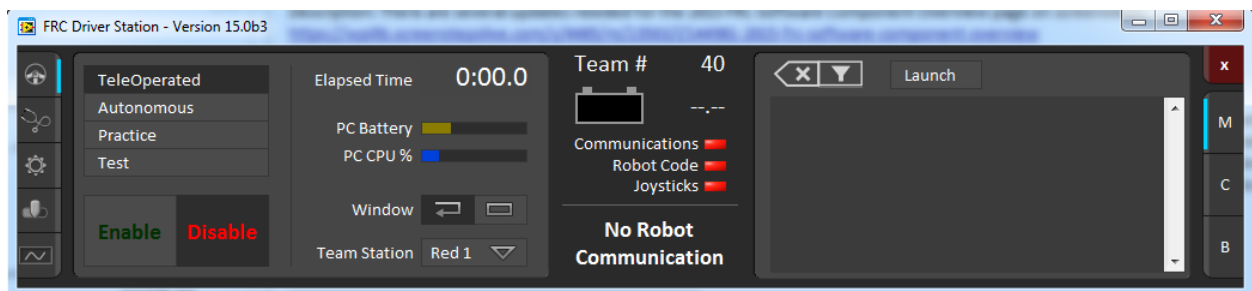 FRC Driver Station - Version 15.0b3
TeleOperated
Autonomous
Practice
Test
Enable Disable
Elapsed Time 0:00.0
PC Battery
PC CPU %
Window
Team Station Red 1
Team # 40
--.--
Communications
Robot Code
Joysticks
No Robot
Communication
Launch
x
M
C
B